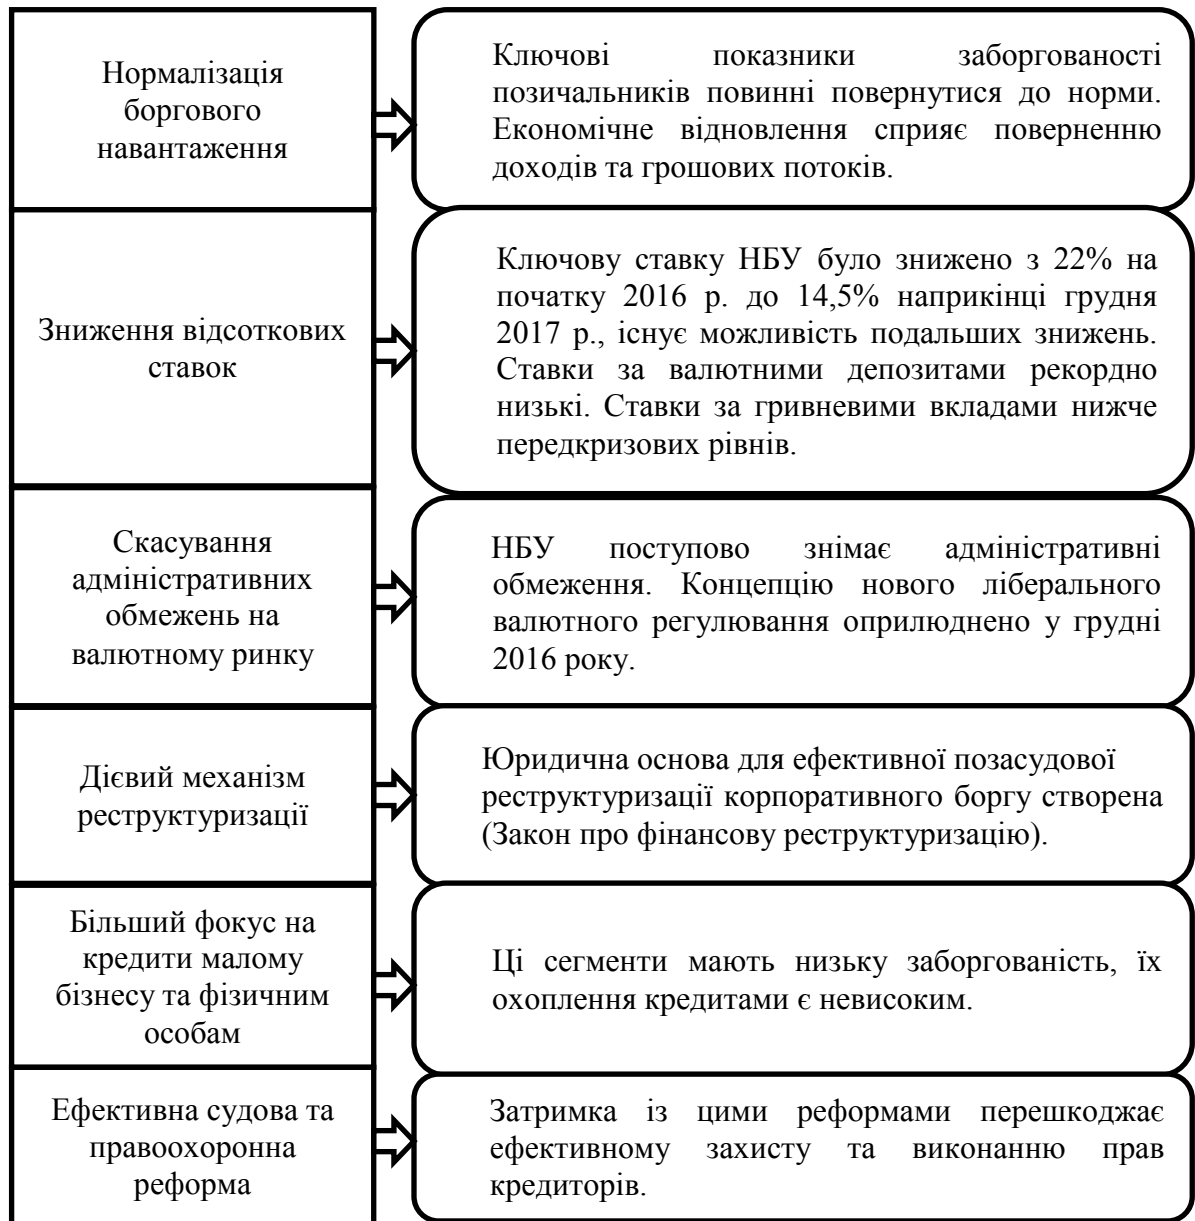 Нормалізація
боргового
навантаження
Ключові показники заборгованості
позичальників повинні повернутися до норми.
Економічне відновлення сприяє поверненню
доходів та грошових потоків.
Зниження відсоткових
ставок
Ключову ставку НБУ було знижено з 22% на
початку 2016 р. до 14,5% наприкінці грудня
2017 р., існує можливість подальших знижень.
Ставки за валютними депозитами рекордно
низькі. Ставки за гривневими вкладами нижче
передкризових рівнів.
Скасування
адміністративних
обмежень на
валютному ринку
НБУ поступово знімає адміністративні
обмеження. Концепцію нового ліберального
валютного регулювання оприлюднено у грудні
2016 року.
Дієвий механізм
реструктуризації
Юридична основа для ефективної позасудової
реструктуризації корпоративного боргу створена
(Закон про фінансову реструктуризацію).
Більший фокус на
кредити малому
бізнесу та фізичним
особам
Ці сегменти мають низьку заборгованість, їх
охоплення кредитами є невисоким.
Ефективна судова та
правоохоронна
реформа
Затримка із цими реформами перешкоджає
ефективному захисту та виконанню прав
кредиторів.